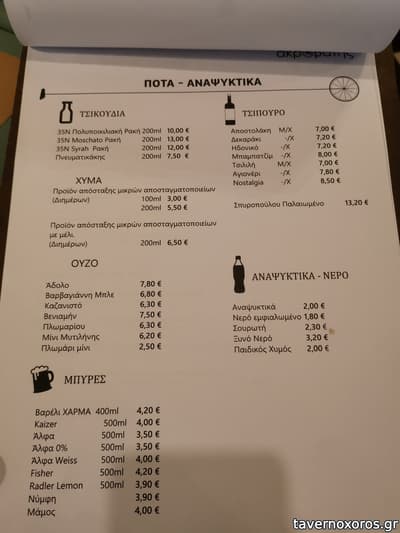 ακροβάτης
ΠΟΤΑ - ΑΝΑΨΥΚΤΙΚΑ
ΤΣΙΚΟΥΔΙΑ
35N Πολυποικιλιακή Ρακή 200ml 10,00 €
35N Moschato Ρακή 200ml 13,00 €
35N Syrah Ρακή 200ml 12,00 €
Πνευματικάκης 200ml 7,50 €
ΧΥΜΑ
Προϊόν απόσταξης μικρών αποσταγματοποιείων
(Διημέρων) 100ml 3,00 €
200ml 5,50 €
Προϊόν απόσταξης μικρών αποσταγματοποιείων
με μέλι.
(Διημέρων) 200ml 6,50 €
ΟΥΖΟ
Άδολο 7,80 €
Βαρβαγιάννη Μπλε 6,80 €
Καζανιστό 6,30 €
Βενιαμήν 7,50 €
Πλωμαρίου 6,30 €
Μίνι Μυτιλήνης 6,20 €
Πλωμάρι μίνι 2,50 €
ΜΠΥΡΕΣ
Βαρέλι ΧΑΡΜΑ 400ml 4,20 €
Kaizer 500ml 4,00 €
Άλφα 500ml 3,50 €
Άλφα 0% 500ml 3,50 €
Άλφα Weiss 500ml 4,00 €
Fisher 500ml 4,20 €
Radler Lemon 500ml 3,90 €
Νύμφη 3,90 €
Μάμος 4,00 €
ΤΣΙΠΟΥΡΟ
Αποστολάκη Μ/Χ 7,00 €
Δεκαράκι -/Χ 7,20 €
Ηδονικό -/Χ 7,20 €
Μπαμπατζίμ -/Χ 8,00 €
Τσιλιλή Μ/Χ 7,00 €
Αγιονέρι -/Χ 7,80 €
Nostalgia -/Χ 8,50 €
Σπυροπούλου Παλαιωμένο 13,20 €
ΑΝΑΨΥΚΤΙΚΑ - ΝΕΡΟ
Αναψυκτικά 2,00 €
Νερό εμφιαλωμένο 1,80 €
Σουρωτή 2,30 €
Ξυνό Νερό 3,20 €
Παιδικός Χυμός 2,00 €
tavernoxoros.gr